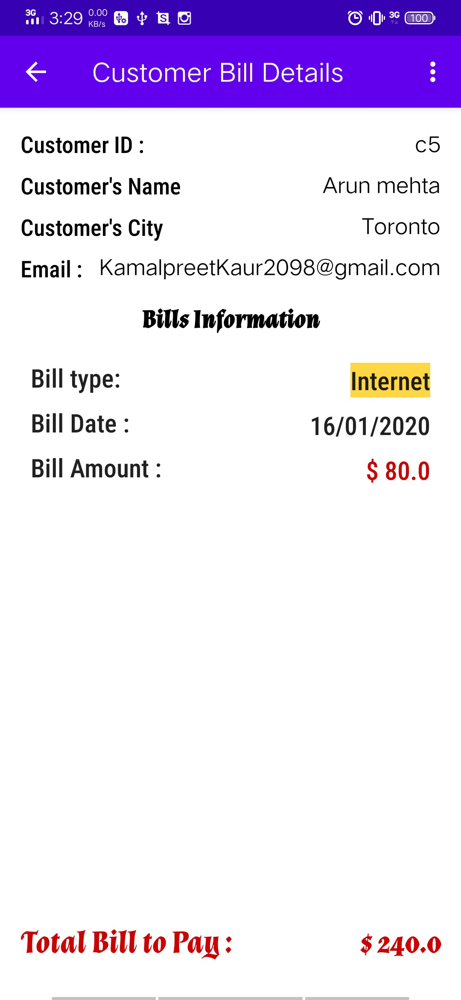 3G 3:29 0.00 KB/s 3G 100
Customer Bill Details
Customer ID : c5
Customer's Name Arun mehta
Customer's City Toronto
Email : KamalpreetKaur2098@gmail.com
Bills Information
Bill type: Internet
Bill Date : 16/01/2020
Bill Amount : $ 80.0
Total Bill to Pay : $ 240.0